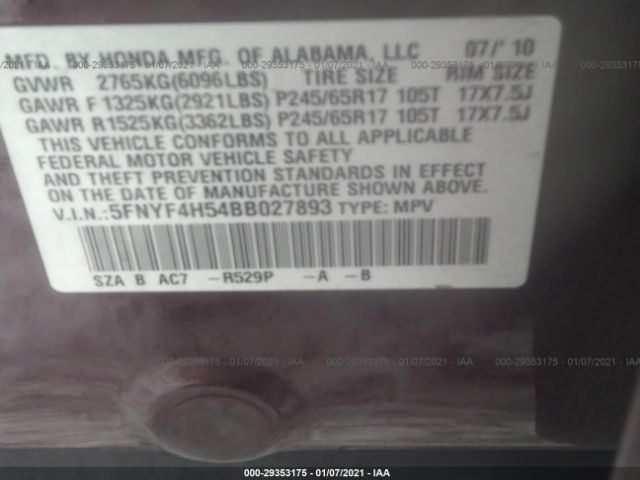 MFD. BY HONDA MFG. OF ALABAMA, LLC 07/'10
GVWR 2765KG(6096LBS) TIRE SIZE RIM SIZE
GAWR F 1325KG(2921LBS) P245/65R17 105T 17X7.5J
GAWR R1525KG(3362LBS) P245/65R17 105T 17X7.5J
THIS VEHICLE CONFORMS TO ALL APPLICABLE
FEDERAL MOTOR VEHICLE SAFETY
AND THEFT PREVENTION STANDARDS IN EFFECT
ON THE DATE OF MANUFACTURE SHOWN ABOVE.
V.I.N.:5FNYF4H54BB027893 TYPE: MPV
SZA B AC7 -R529P -A -B
000-29353175 - 01/07/2021 - IAA